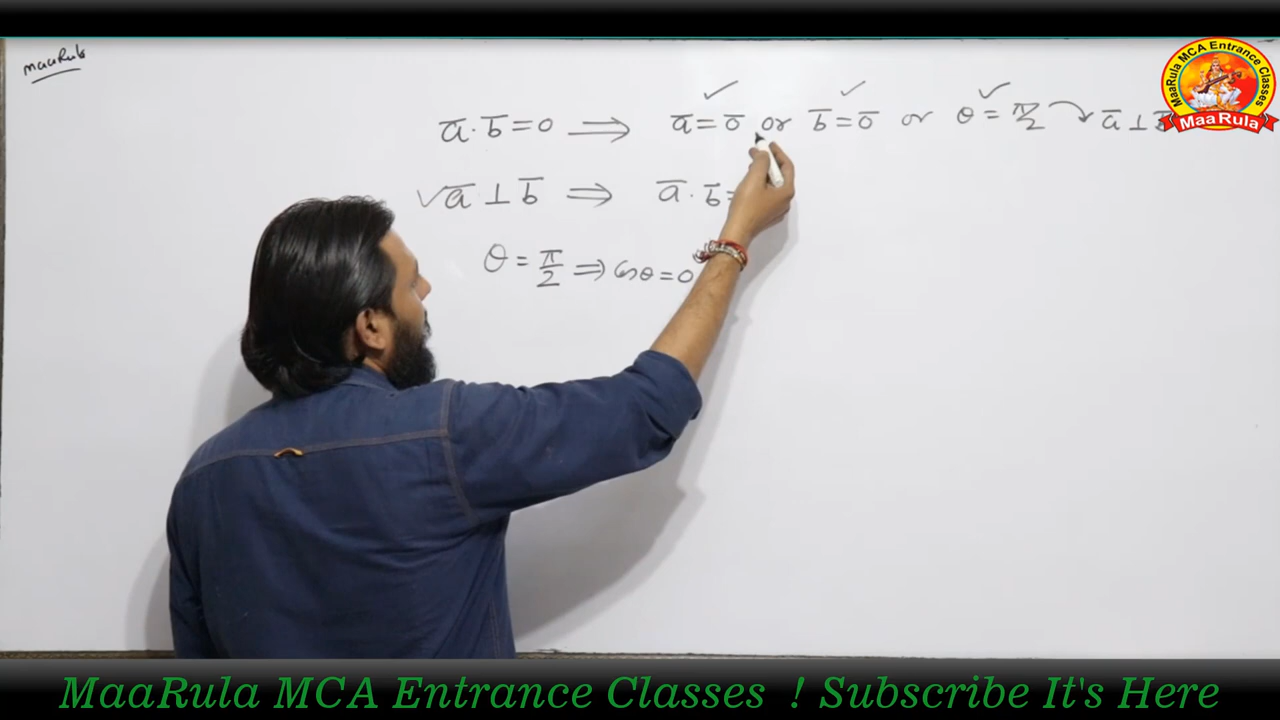 MaaRula
MaaRula MCA Entrance Classes
MaaRula
a̅ . b̅ = 0 ⟹ a̅ = 0̅ or b̅ = 0̅ or θ = π/2 a̅ ⊥
✓ a̅ ⊥ b̅ ⟹ a̅ . b̅ =
θ = π/2 ⇒ cosθ = 0
MaaRula MCA Entrance Classes ! Subscribe It's Here